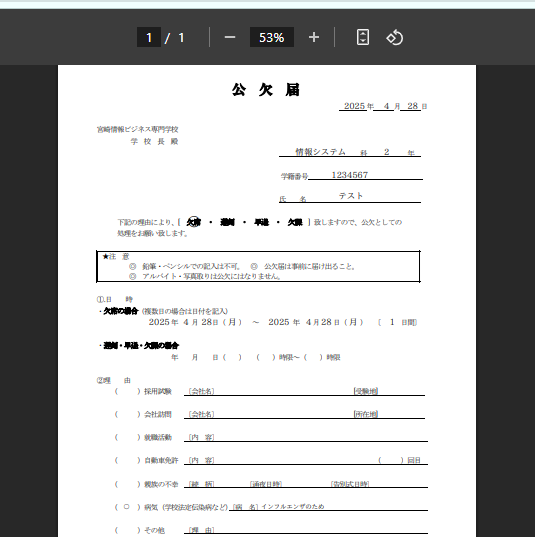 1 / 1 53%
公 欠 届
2025 年 4 月 28 日
宮崎情報ビジネス専門学校
学 校 長 殿
情報システム 科 2 年
学籍番号 1234567
氏 名 テスト
下記の理由により、[ 欠席 ・ 遅刻 ・ 早退 ・ 欠課 ] 致しますので、公欠としての
処理をお願い致します。
★注 意
◎ 鉛筆・ペンシルでの記入は不可。 ◎ 公欠届は事前に届け出ること。
◎ アルバイト・写真取りは公欠にはなりません。
①.日 時
・欠席の場合 (複数日の場合は日付を記入)
2025 年 4 月 28日 ( 月 ) ～ 2025 年 4月 28 日 ( 月 ) [ 1 日間]
・遅刻・早退・欠課の場合
年 月 日 ( ) ( ) 時限～ ( ) 時限
②理 由
( ) 採用試験 [会社名] [受験地]
( ) 会社訪問 [会社名] [所在地]
( ) 就職活動 [内 容]
( ) 自動車免許 [内 容] ( ) 回目
( ) 親族の不幸 [続 柄] [通夜日時] [告別式日時]
( ○ ) 病気 (学校法定伝染病など) [病 名] インフルエンザのため
( ) その他 [理 由]